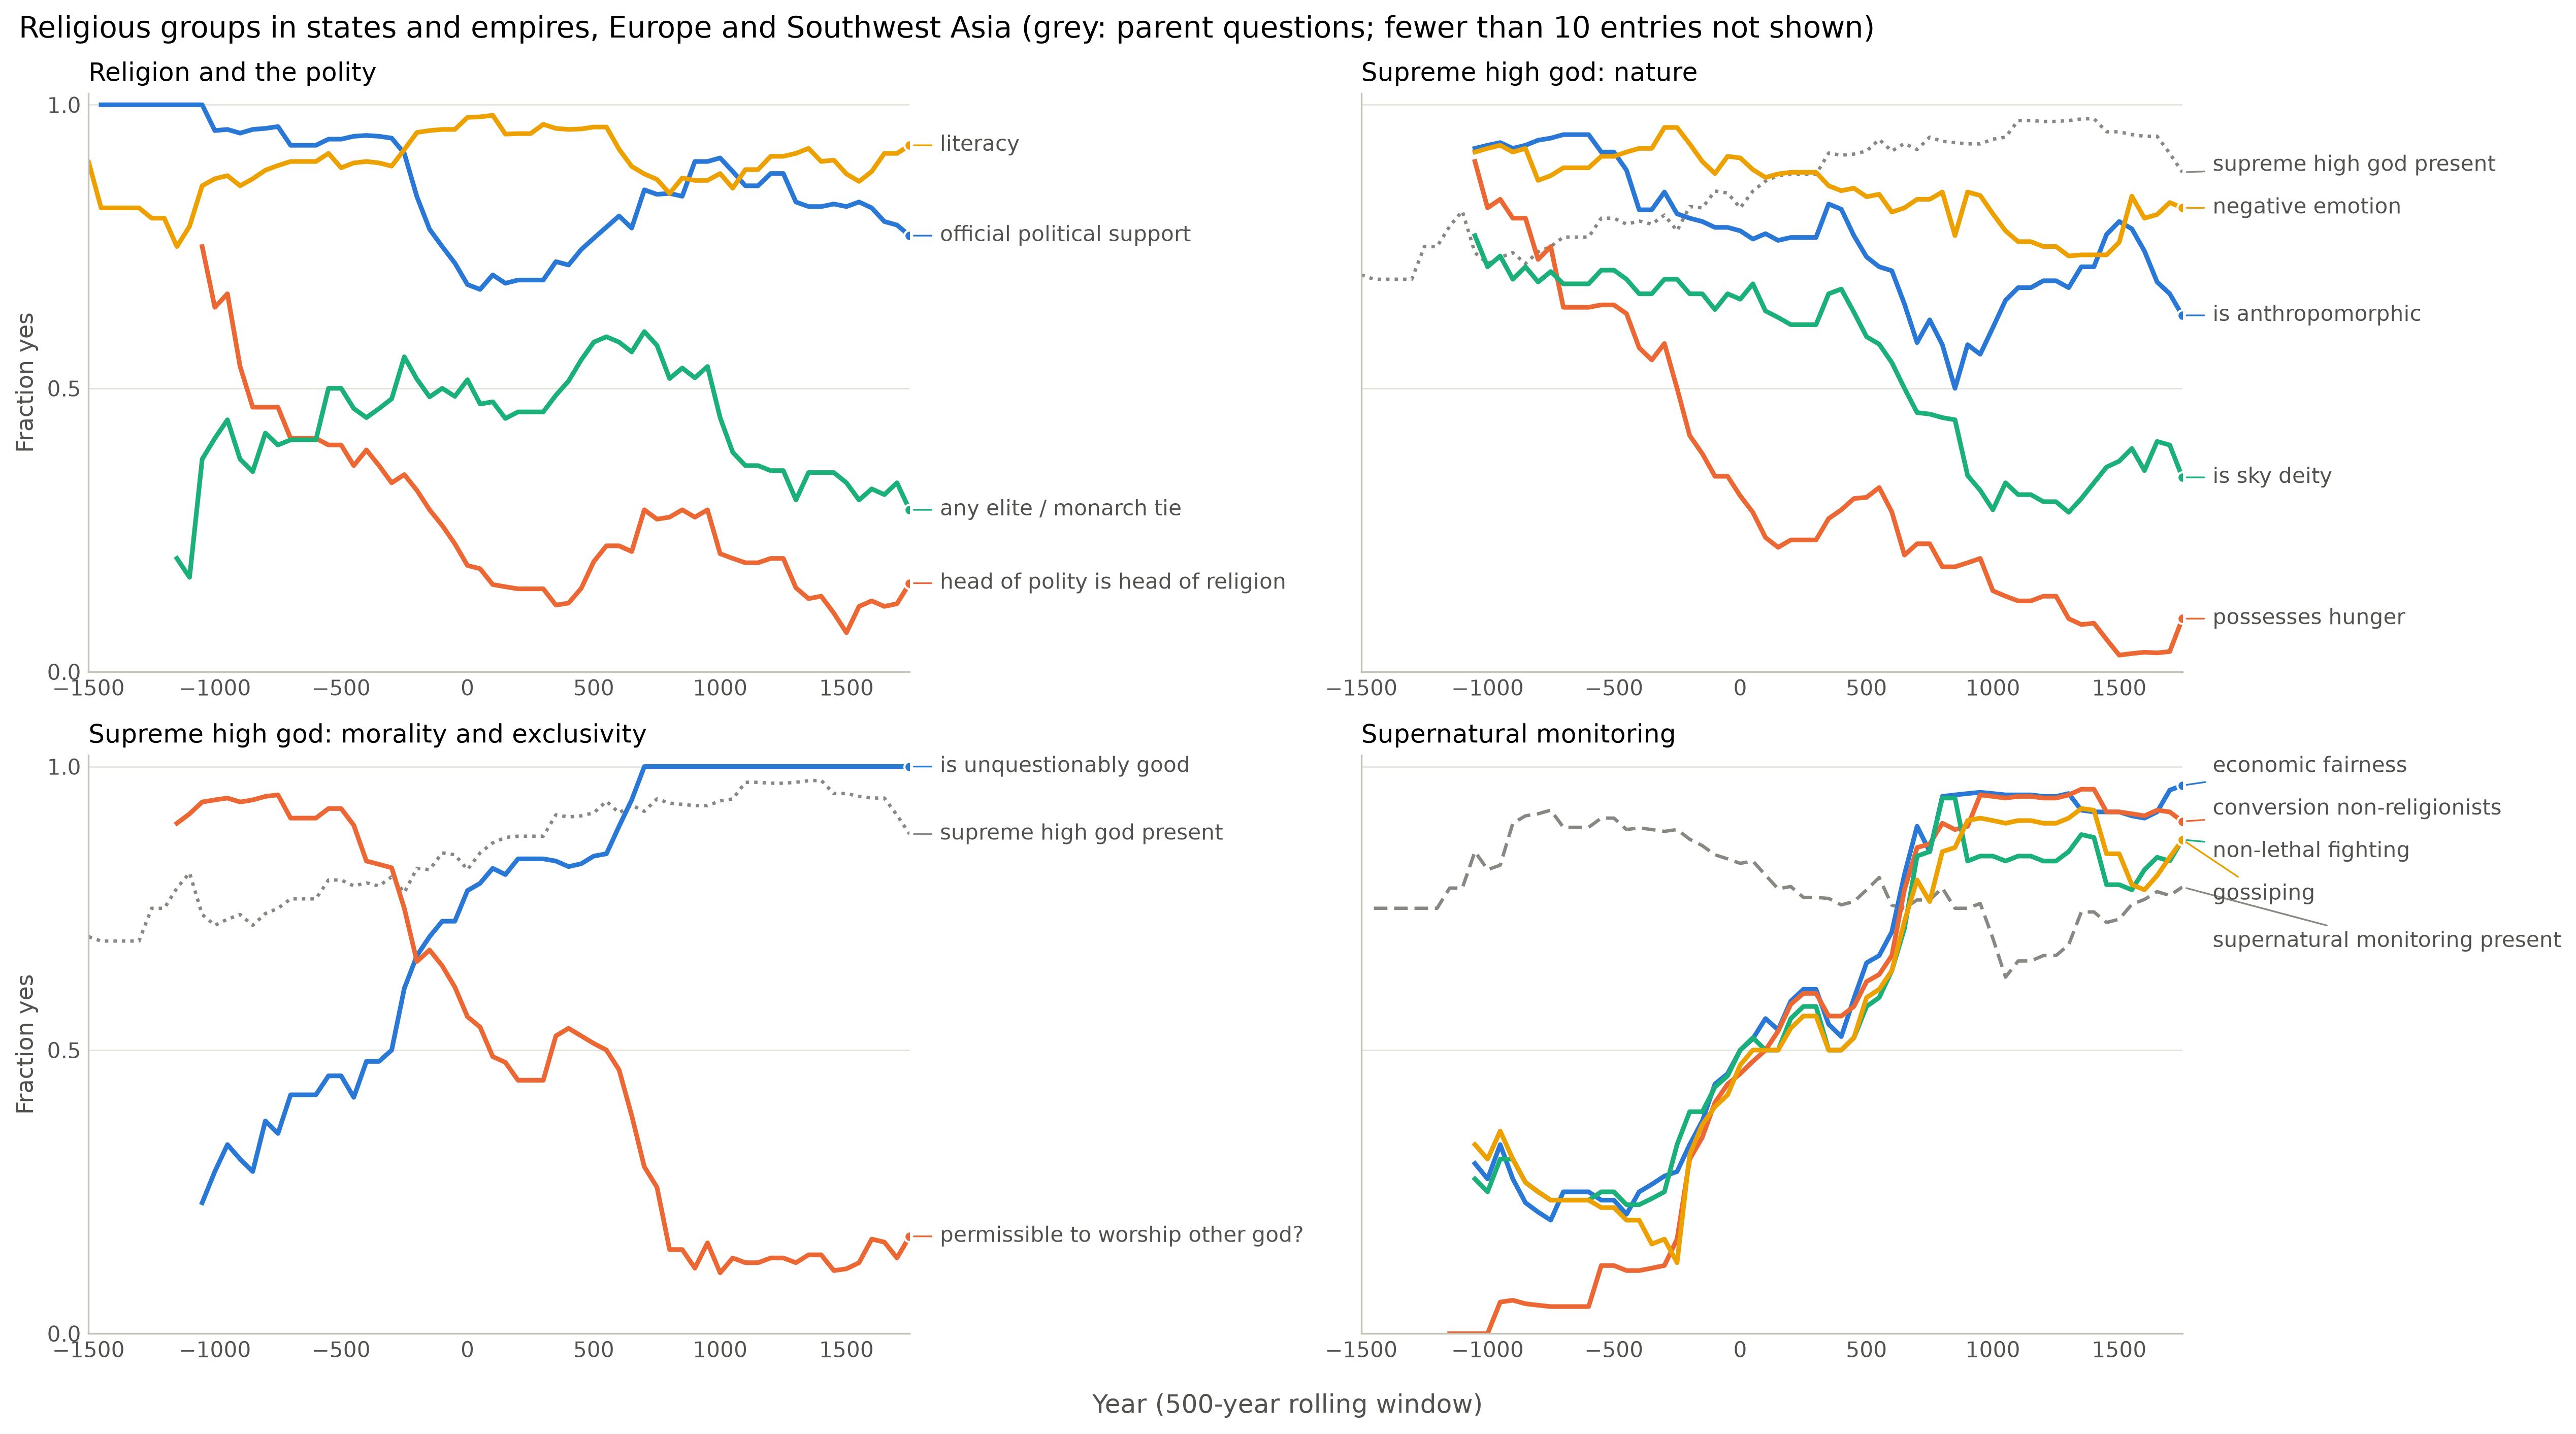 Religious groups in states and empires, Europe and Southwest Asia (grey: parent questions; fewer than 10 entries not shown)
Religion and the polity
Fraction yes
1.0
0.5
0.0
−1500
−1000
−500
0
500
1000
1500
literacy
official political support
any elite / monarch tie
head of polity is head of religion
Supreme high god: nature
−1500
−1000
−500
0
500
1000
1500
supreme high god present
negative emotion
is anthropomorphic
is sky deity
possesses hunger
Supreme high god: morality and exclusivity
Fraction yes
1.0
0.5
0.0
−1500
−1000
−500
0
500
1000
1500
is unquestionably good
supreme high god present
permissible to worship other god?
Supernatural monitoring
−1500
−1000
−500
0
500
1000
1500
economic fairness
conversion non-religionists
non-lethal fighting
gossiping
supernatural monitoring present
Year (500-year rolling window)